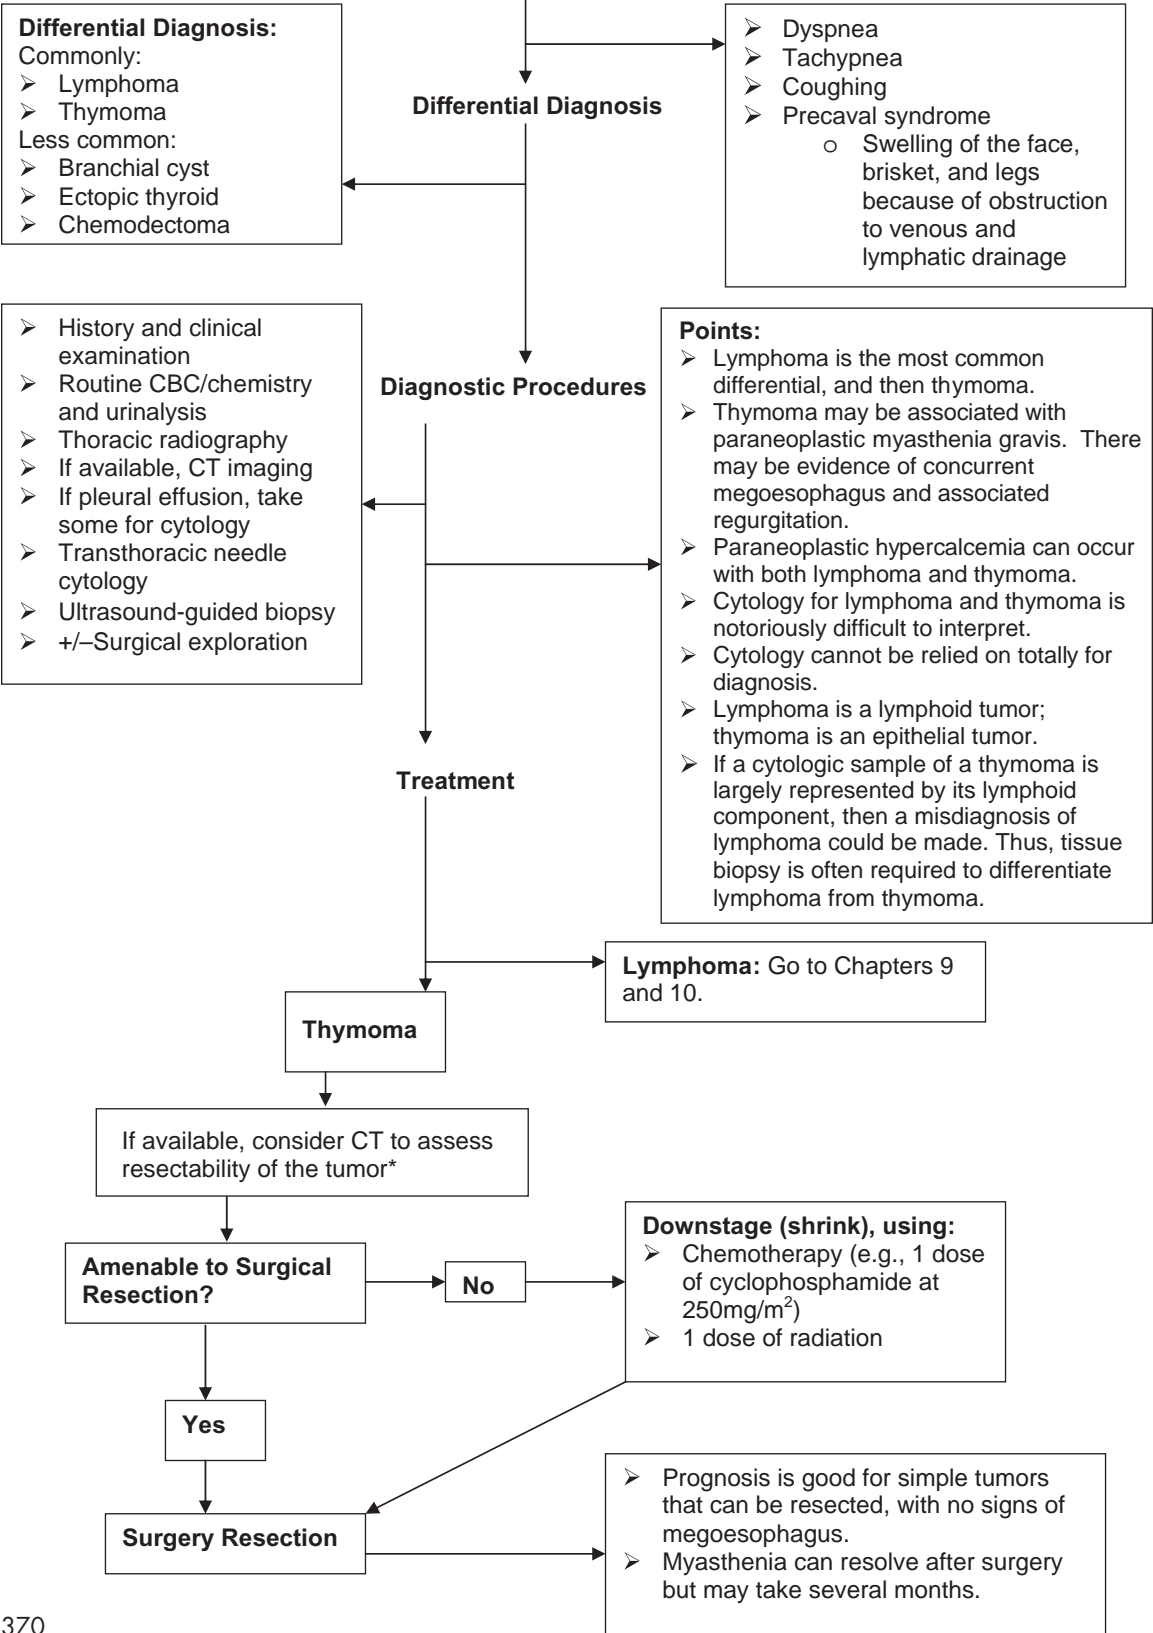 Differential Diagnosis:
Commonly:
➢ Lymphoma
➢ Thymoma
Less common:
➢ Branchial cyst
➢ Ectopic thyroid
➢ Chemodectoma
➢ Dyspnea
➢ Tachypnea
➢ Coughing
➢ Precaval syndrome
o Swelling of the face,
brisket, and legs
because of obstruction
to venous and
lymphatic drainage
Differential Diagnosis
➢ History and clinical
examination
➢ Routine CBC/chemistry
and urinalysis
➢ Thoracic radiography
➢ If available, CT imaging
➢ If pleural effusion, take
some for cytology
➢ Transthoracic needle
cytology
➢ Ultrasound-guided biopsy
➢ +/–Surgical exploration
Diagnostic Procedures
Points:
➢ Lymphoma is the most common
differential, and then thymoma.
➢ Thymoma may be associated with
paraneoplastic myasthenia gravis. There
may be evidence of concurrent
megoesophagus and associated
regurgitation.
➢ Paraneoplastic hypercalcemia can occur
with both lymphoma and thymoma.
➢ Cytology for lymphoma and thymoma is
notoriously difficult to interpret.
➢ Cytology cannot be relied on totally for
diagnosis.
➢ Lymphoma is a lymphoid tumor;
thymoma is an epithelial tumor.
➢ If a cytologic sample of a thymoma is
largely represented by its lymphoid
component, then a misdiagnosis of
lymphoma could be made. Thus, tissue
biopsy is often required to differentiate
lymphoma from thymoma.
Treatment
Lymphoma: Go to Chapters 9
and 10.
Thymoma
If available, consider CT to assess
resectability of the tumor*
Amenable to Surgical
Resection?
No
Downstage (shrink), using:
➢ Chemotherapy (e.g., 1 dose
of cyclophosphamide at
250mg/m²)
➢ 1 dose of radiation
Yes
Surgery Resection
➢ Prognosis is good for simple tumors
that can be resected, with no signs of
megoesophagus.
➢ Myasthenia can resolve after surgery
but may take several months.
370